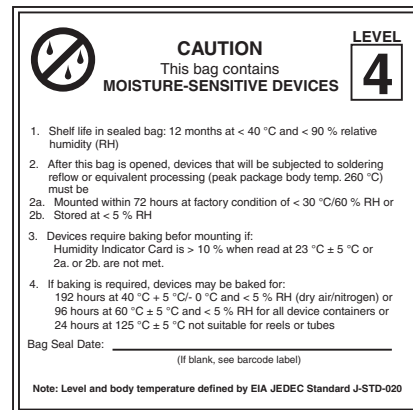 LEVEL
4
CAUTION
This bag contains
MOISTURE-SENSITIVE DEVICES
1. Shelf life in sealed bag: 12 months at < 40 °C and < 90 % relative
humidity (RH)
2. After this bag is opened, devices that will be subjected to soldering
reflow or equivalent processing (peak package body temp. 260 °C)
must be
2a. Mounted within 72 hours at factory condition of < 30 °C/60 % RH or
2b. Stored at < 5 % RH
3. Devices require baking befor mounting if:
Humidity Indicator Card is > 10 % when read at 23 °C ± 5 °C or
2a. or 2b. are not met.
4. If baking is required, devices may be baked for:
192 hours at 40 °C + 5 °C/- 0 °C and < 5 % RH (dry air/nitrogen) or
96 hours at 60 °C ± 5 °C and < 5 % RH for all device containers or
24 hours at 125 °C ± 5 °C not suitable for reels or tubes
Bag Seal Date:
(If blank, see barcode label)
Note: Level and body temperature defined by EIA JEDEC Standard J-STD-020